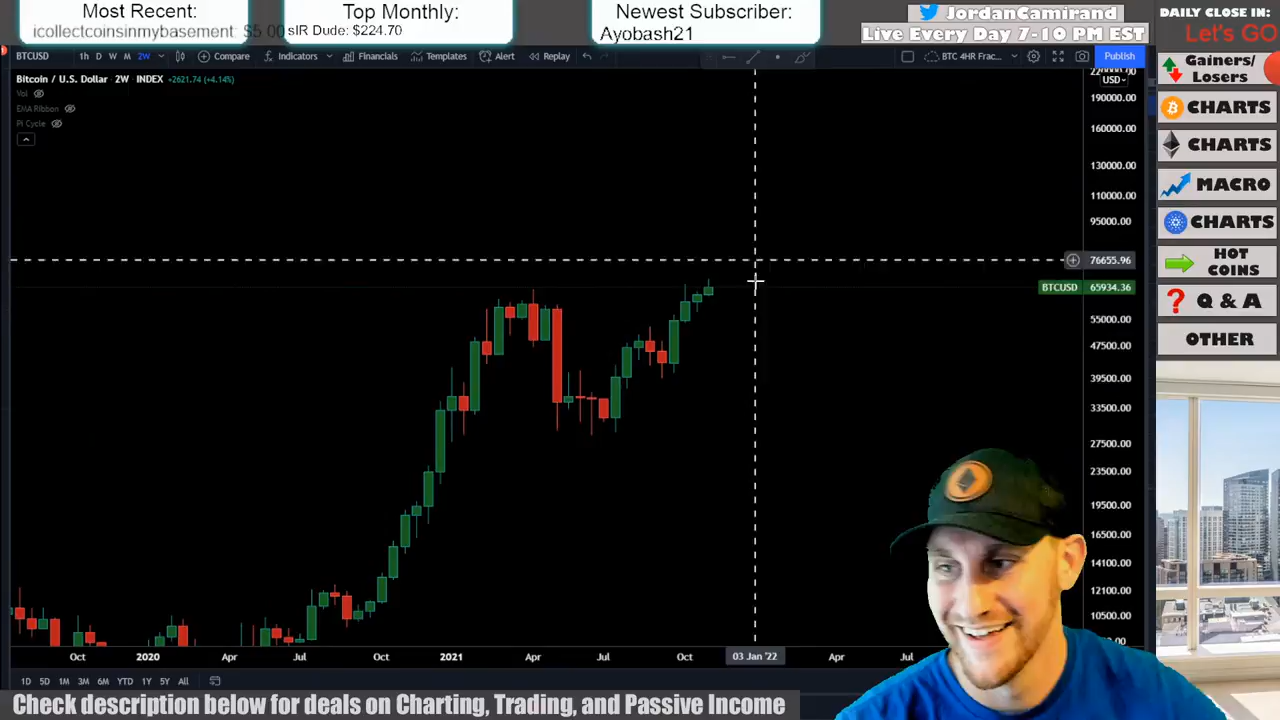 Most Recent:
icollectcoinsinmybasement $5 00
Top Monthly:
sIR Dude: $224.70
Newest Subscriber:
Ayobash21
JordanCamirand
Live Every Day 7-10 PM EST
DAILY CLOSE IN:
Let's GO
BTCUSD 1h D W M 2W Compare Indicators Financials Templates Alert Replay BTC 4HR Frac... Publish
Bitcoin / U.S. Dollar 2W INDEX +2621.74 (+4.14%)
Vol
EMA Ribbon
PI Cycle
USD
190000.00
160000.00
130000.00
110000.00
95000.00
76655.96
BTCUSD 65934.36
55000.00
47500.00
39500.00
33500.00
27500.00
23500.00
19500.00
16500.00
14100.00
12100.00
10500.00
Oct 2020 Apr Jul Oct 2021 Apr Jul Oct 03 Jan '22 Apr Jul
1D 5D 1M 3M 6M YTD 1Y 5Y All
Gainers/
Losers
CHARTS
CHARTS
MACRO
CHARTS
HOT
COINS
Q & A
OTHER
Check description below for deals on Charting, Trading, and Passive Income